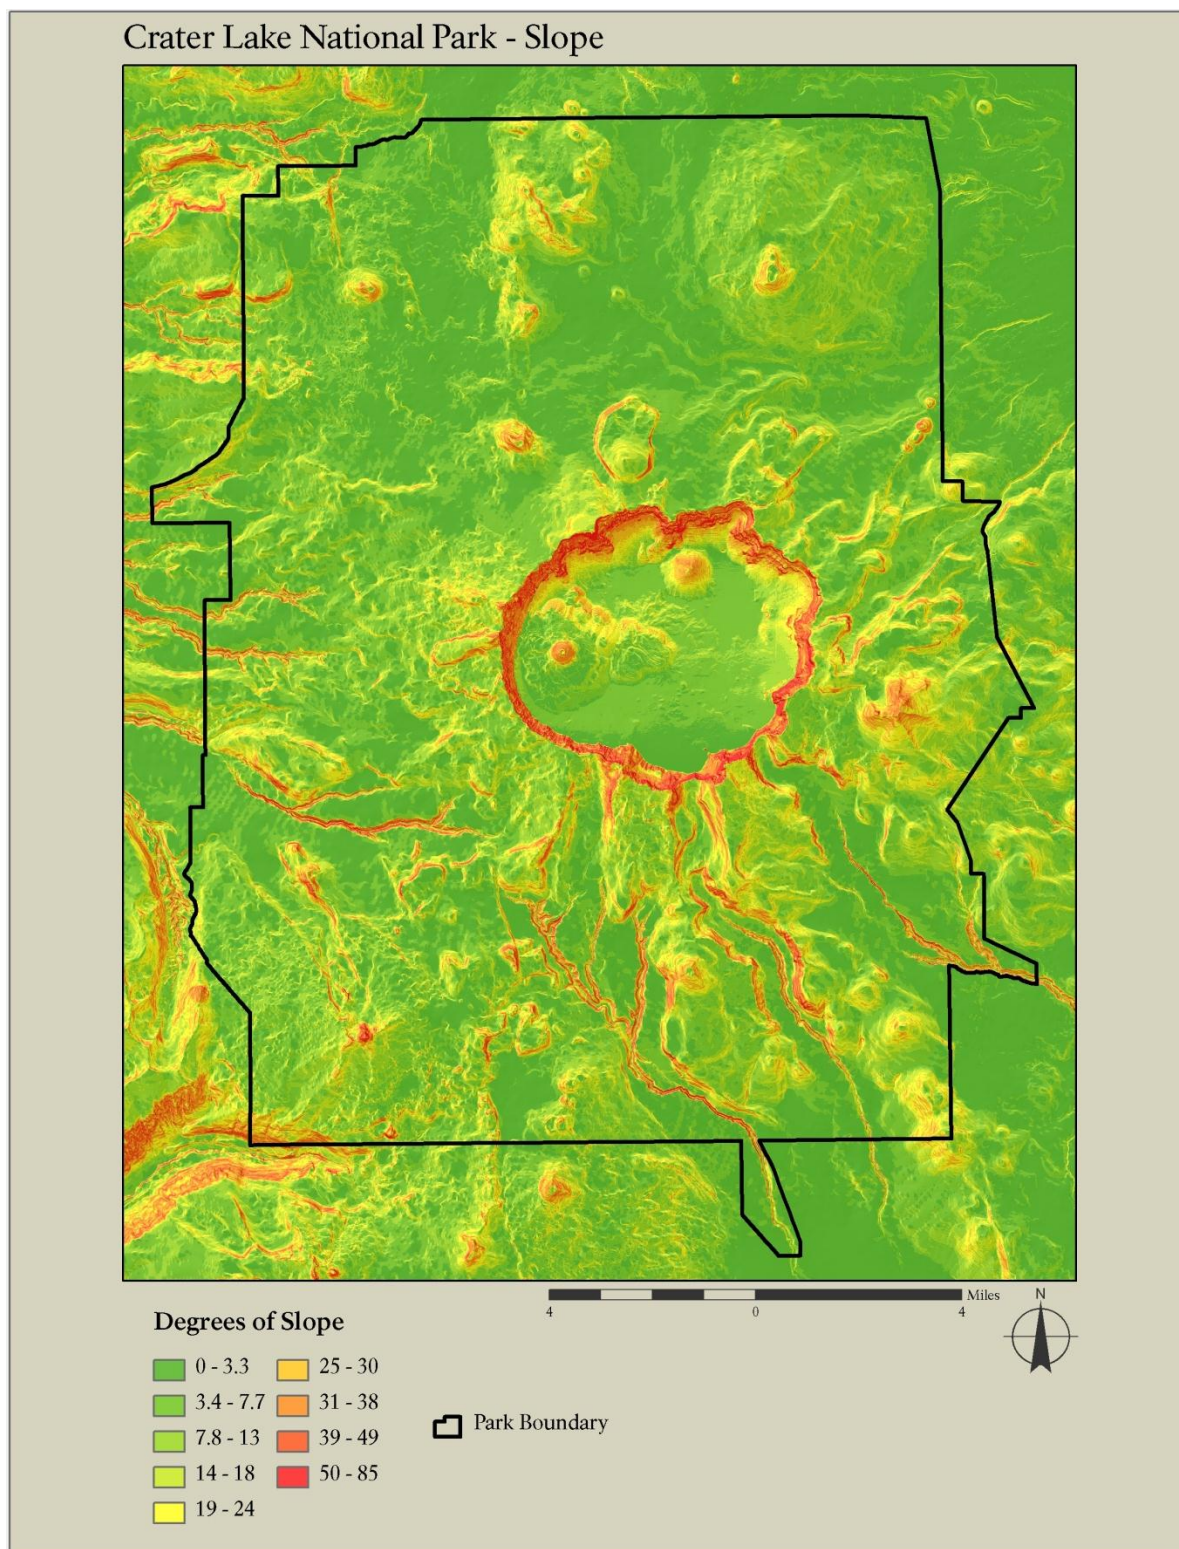 Crater Lake National Park - Slope
4 0 4 Miles
N
Degrees of Slope
0 - 3.3
3.4 - 7.7
7.8 - 13
14 - 18
19 - 24
25 - 30
31 - 38
39 - 49
50 - 85
Park Boundary